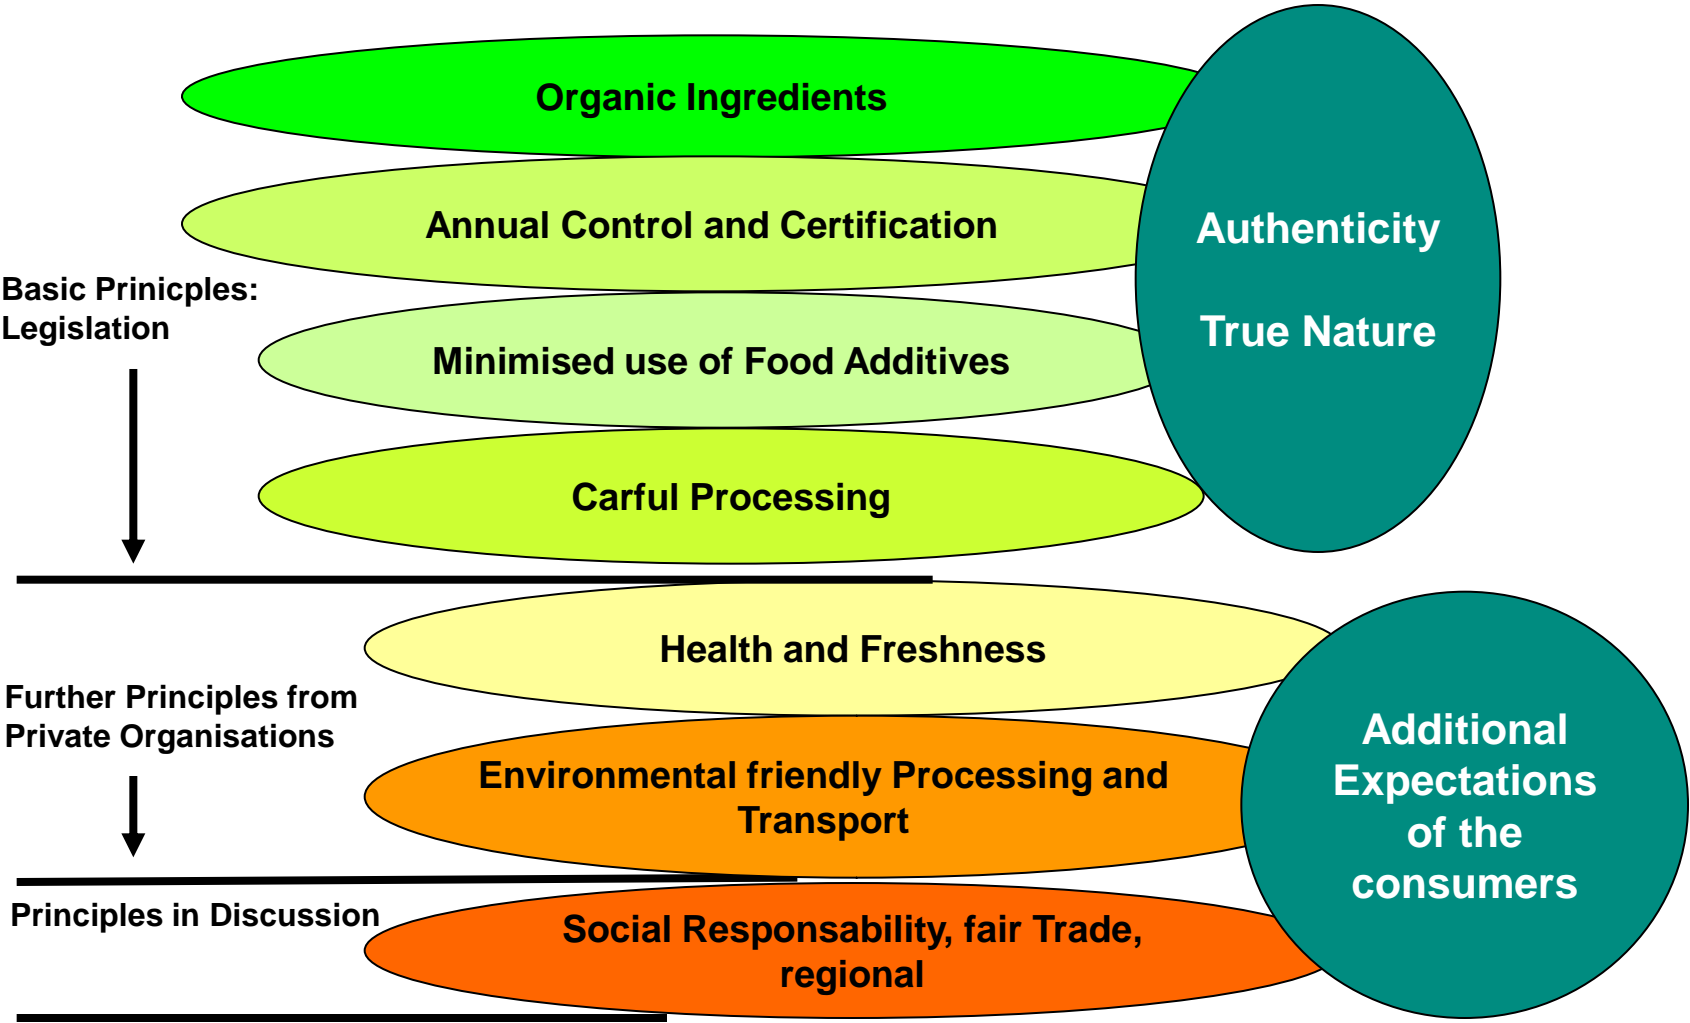 Organic Ingredients
Annual Control and Certification
Authenticity
True Nature
Basic Prinicples:
Legislation
Minimised use of Food Additives
Carful Processing
Health and Freshness
Further Principles from
Private Organisations
Environmental friendly Processing and
Transport
Additional
Expectations
of the
consumers
Principles in Discussion
Social Responsability, fair Trade,
regional